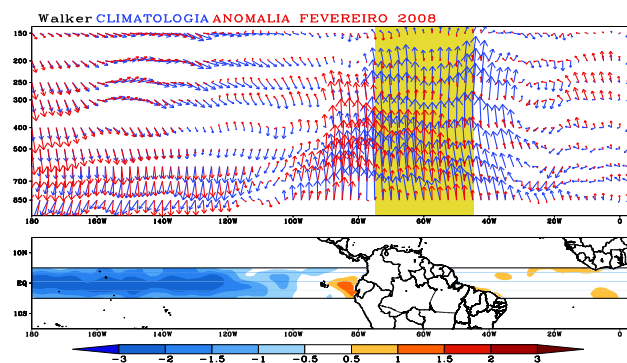 Walker CLIMATOLOGIA ANOMALIA FEVEREIRO 2008
150
200
250
300
400
500
700
850
180 160W 140W 120W 100W 80W 60W 40W 20W 0
10N
EQ
10S
180 160W 140W 120W 100W 80W 60W 40W 20W 0
-3 -2 -1.5 -1 -0.5 0.5 1 1.5 2 3